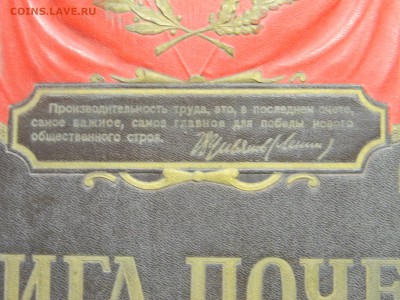 COINS.LAVE.RU
Производительность труда, это, в последнем счете,
самое важное, самое главное для победы нового
общественного строя.
В.Ульянов(Ленин)
ИГА ПОЧЕ